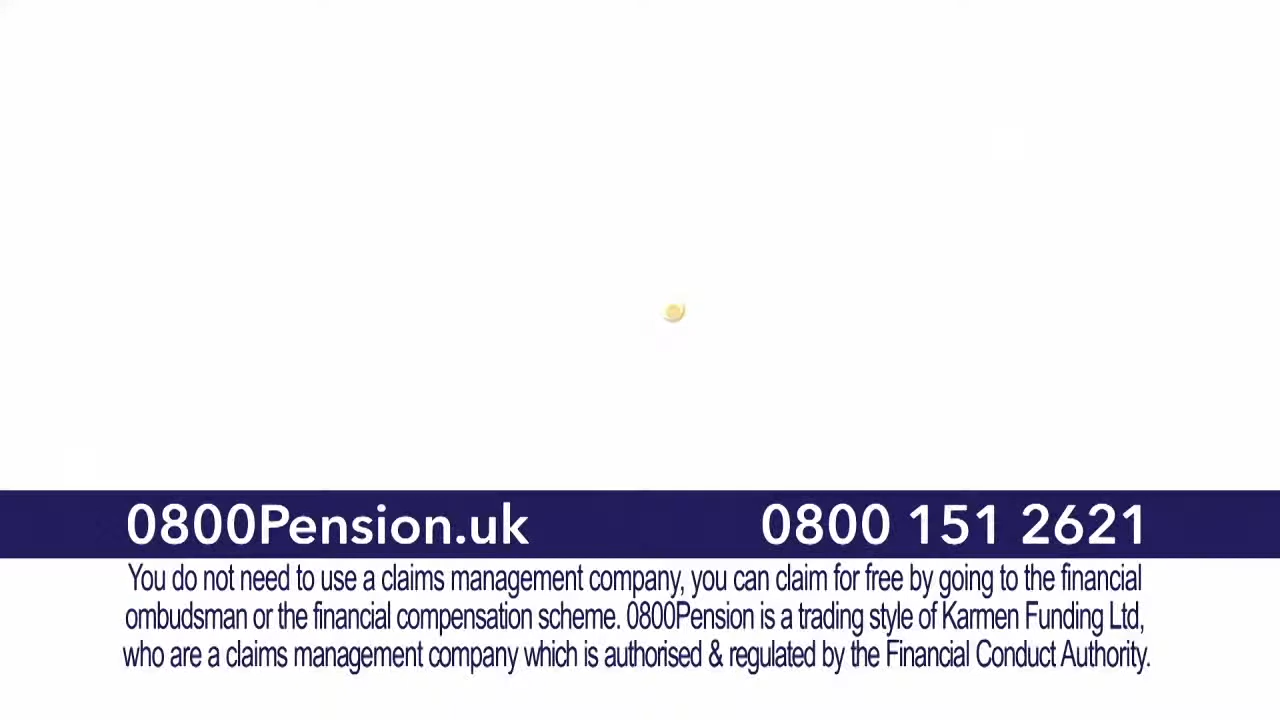 0800Pension.uk 0800 151 2621
You do not need to use a claims management company, you can claim for free by going to the financial
ombudsman or the financial compensation scheme. 0800Pension is a trading style of Karmen Funding Ltd,
who are a claims management company which is authorised & regulated by the Financial Conduct Authority.